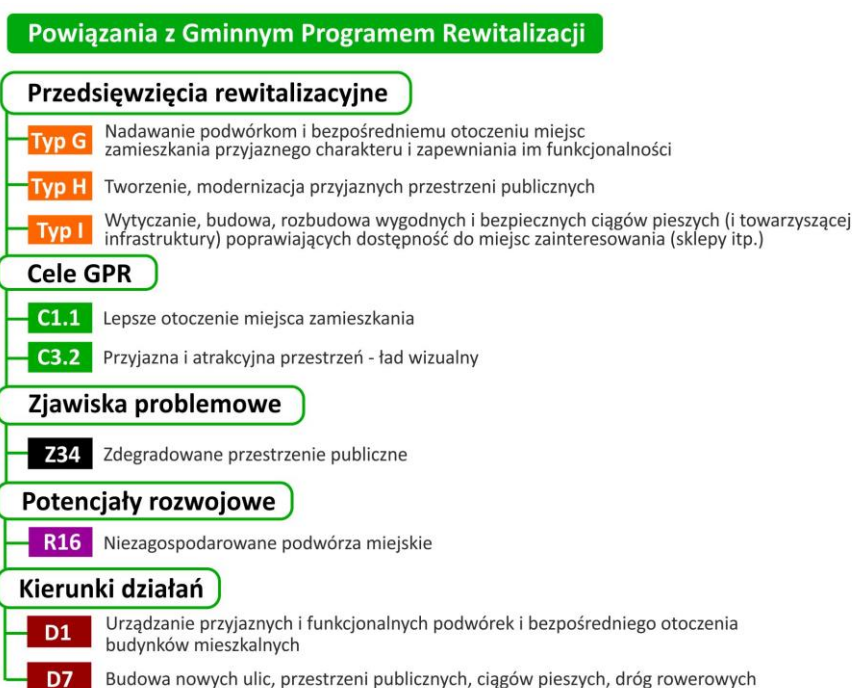 Powiązania z Gminnym Programem Rewitalizacji
Przedsięwzięcia rewitalizacyjne
Typ G Nadawanie podwórkom i bezpośredniemu otoczeniu miejsc
zamieszkania przyjaznego charakteru i zapewniania im funkcjonalności
Typ H Tworzenie, modernizacja przyjaznych przestrzeni publicznych
Typ I Wytyczanie, budowa, rozbudowa wygodnych i bezpiecznych ciągów pieszych (i towarzyszącej
infrastruktury) poprawiających dostępność do miejsc zainteresowania (sklepy itp.)
Cele GPR
C1.1 Lepsze otoczenie miejsca zamieszkania
C3.2 Przyjazna i atrakcyjna przestrzeń - ład wizualny
Zjawiska problemowe
Z34 Zdegradowane przestrzenie publiczne
Potencjały rozwojowe
R16 Niezagospodarowane podwórza miejskie
Kierunki działań
D1 Urządzanie przyjaznych i funkcjonalnych podwórek i bezpośredniego otoczenia
budynków mieszkalnych
D7 Budowa nowych ulic, przestrzeni publicznych, ciągów pieszych, dróg rowerowych